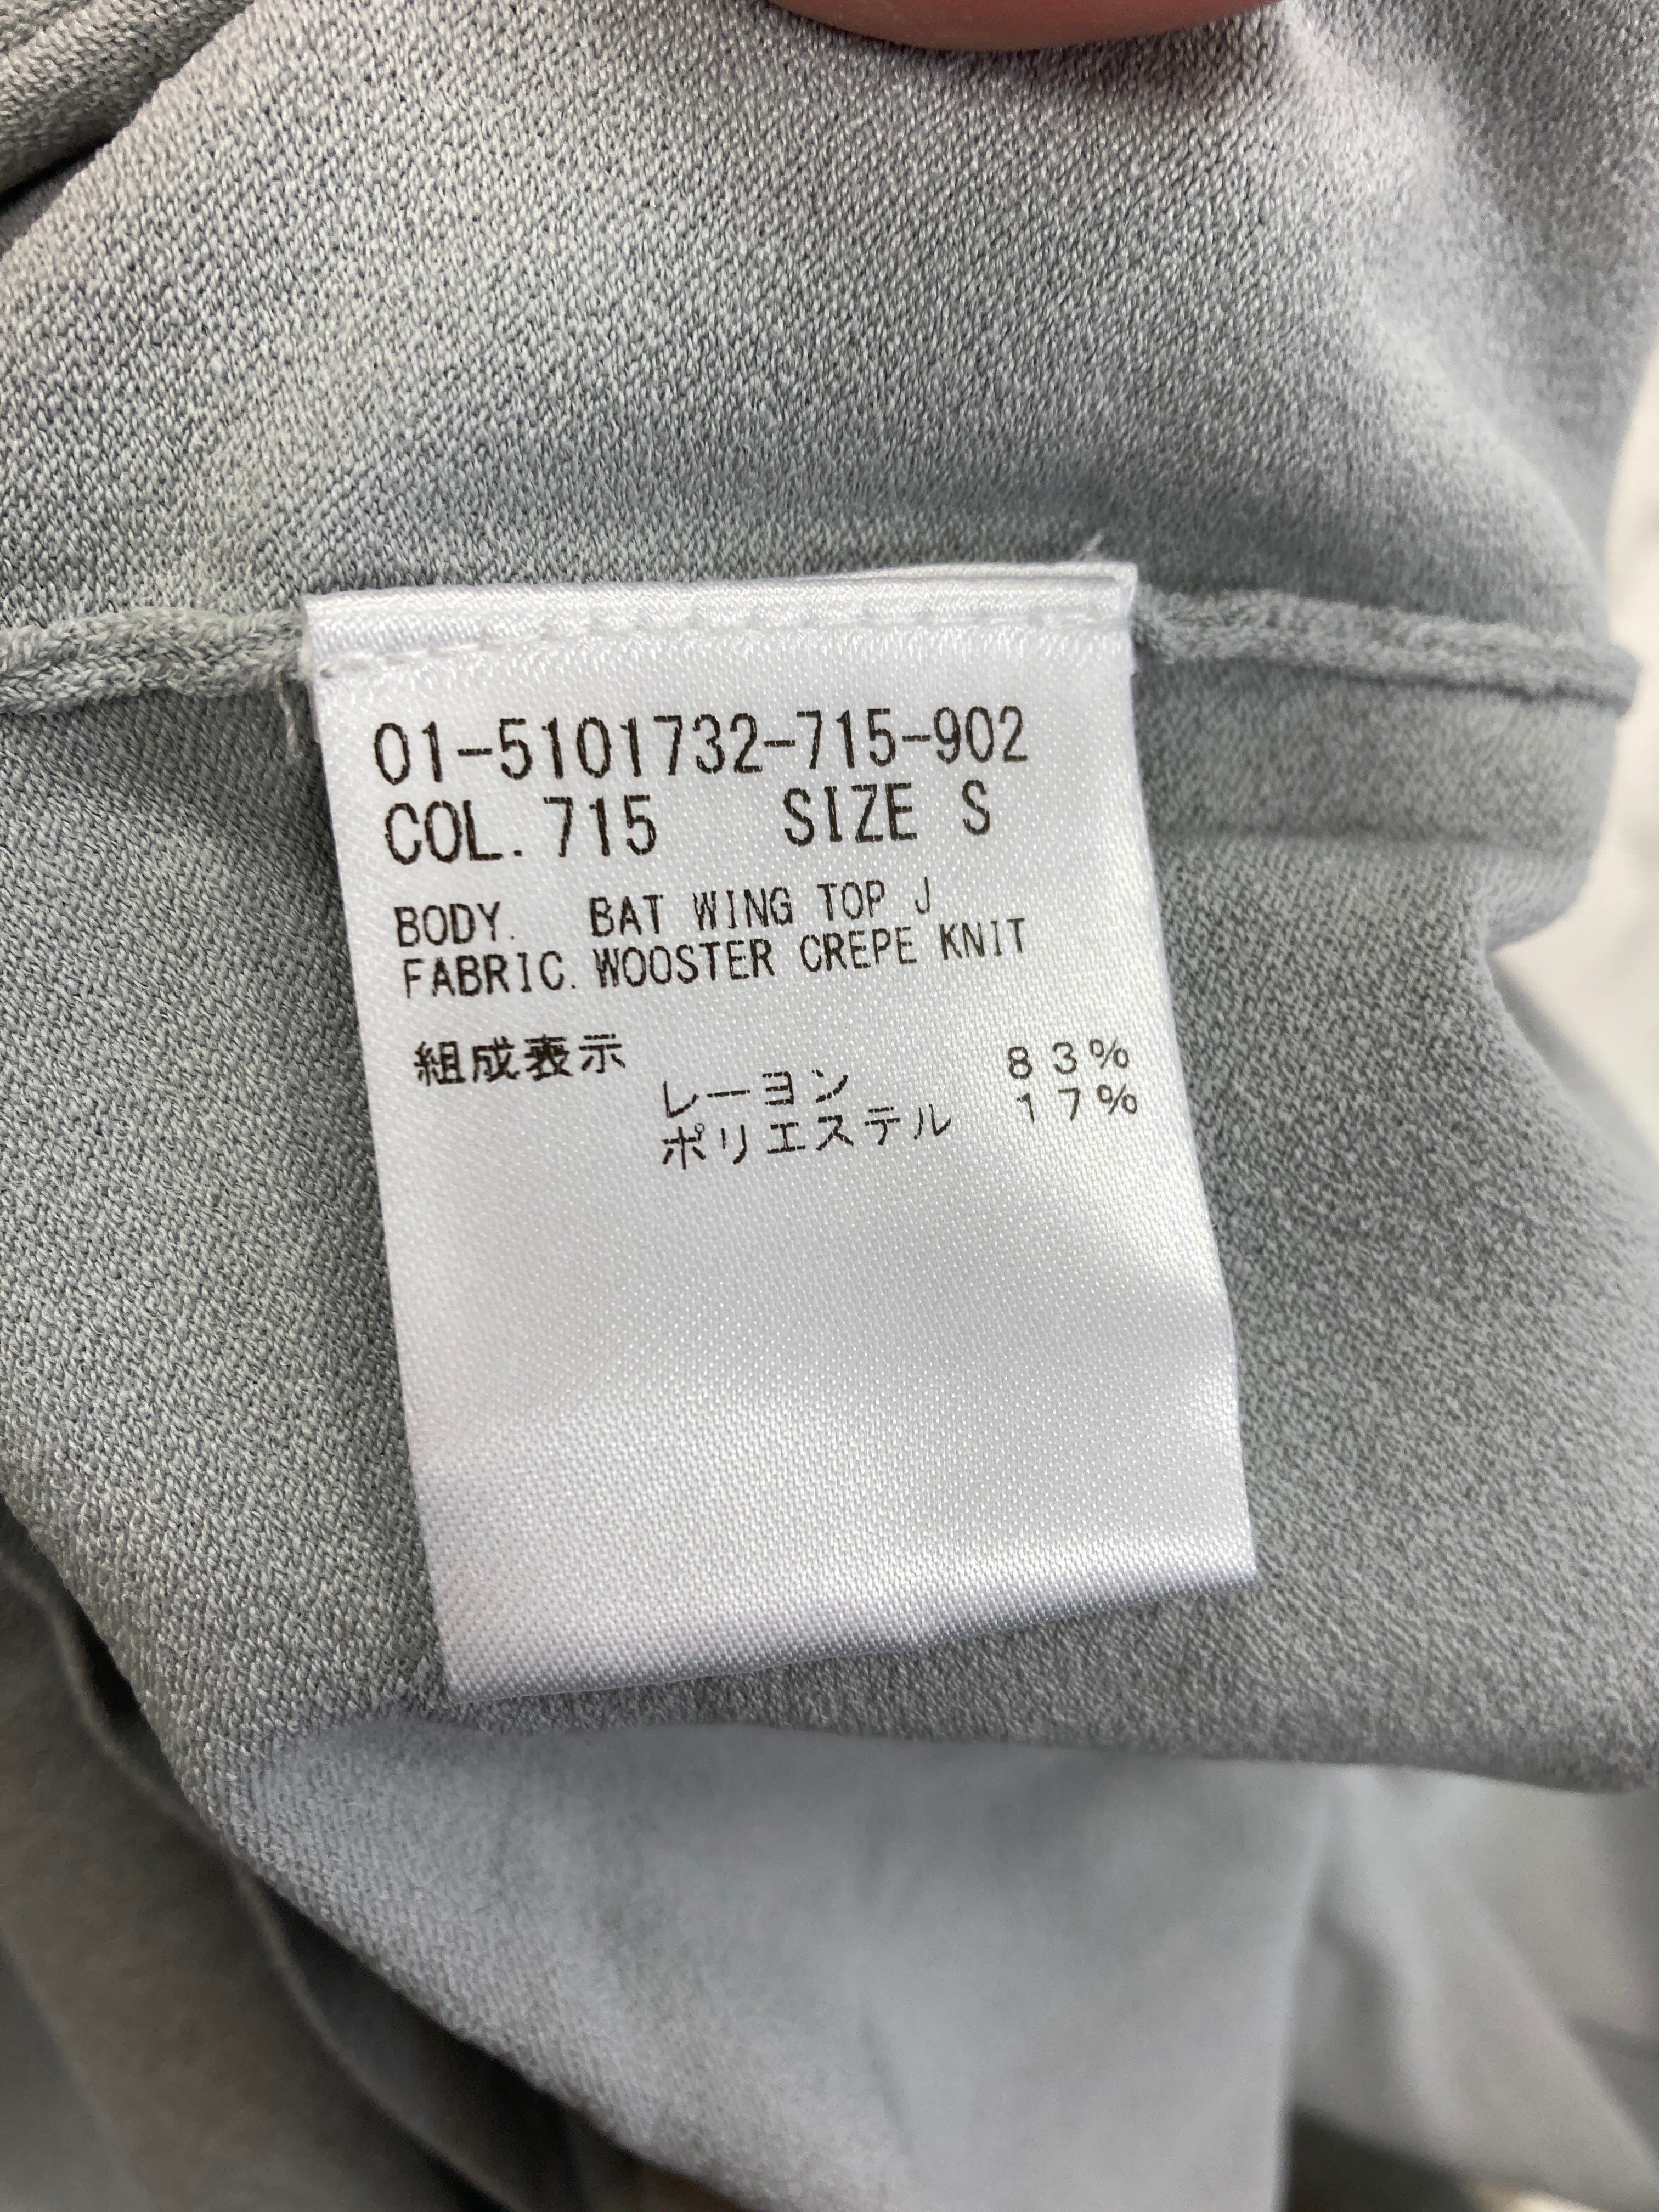 01-5101732-715-902
COL. 715 SIZE S
BODY. BAT WING TOP J
FABRIC. WOOSTER CREPE KNIT
組成表示
レーヨン 83%
ポリエステル 17%